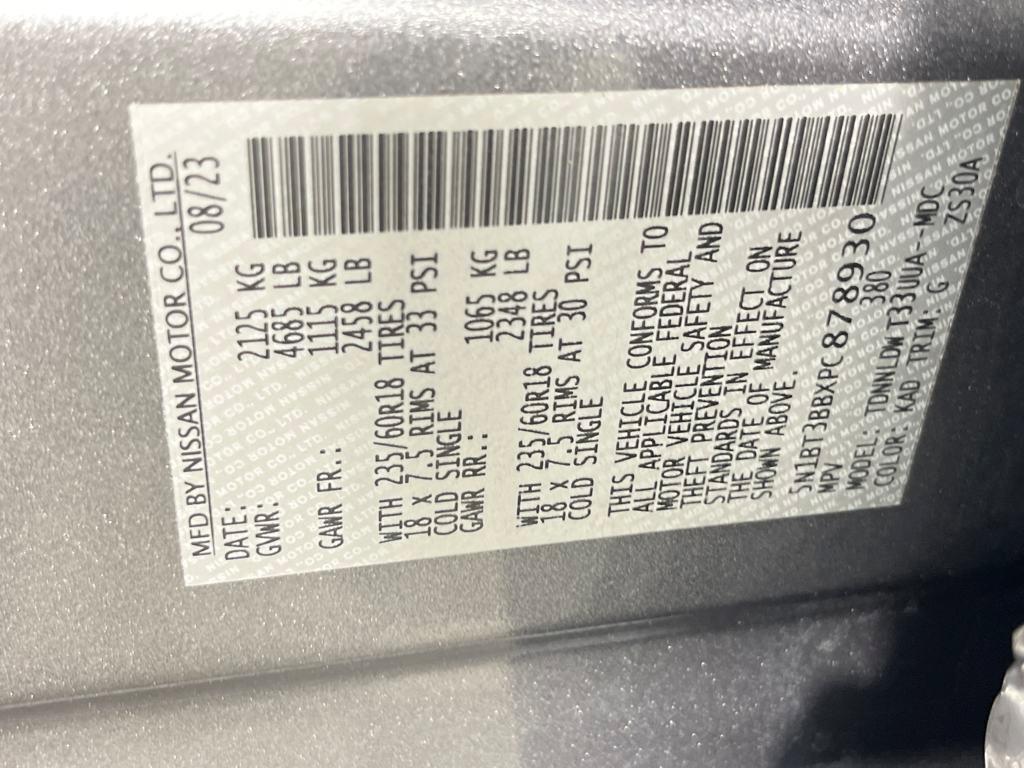 MFD BY NISSAN MOTOR CO., LTD.
DATE: 08/23
GVWR: 2125 KG
4685 LB
GAWR FR.: 1115 KG
2458 LB
WITH 235/60R18 TIRES
18 X 7.5 RIMS AT 33 PSI
COLD SINGLE
GAWR RR.: 1065 KG
2348 LB
WITH 235/60R18 TIRES
18 X 7.5 RIMS AT 30 PSI
COLD SINGLE
THIS VEHICLE CONFORMS TO
ALL APPLICABLE FEDERAL
MOTOR VEHICLE SAFETY AND
THEFT PREVENTION
STANDARDS IN EFFECT ON
THE DATE OF MANUFACTURE
SHOWN ABOVE.
5N1BT3BBXPC878930
MPV 380
MODEL: TDNNLDWT33UUA--MDC
COLOR: KAD TRIM: G ZS30A